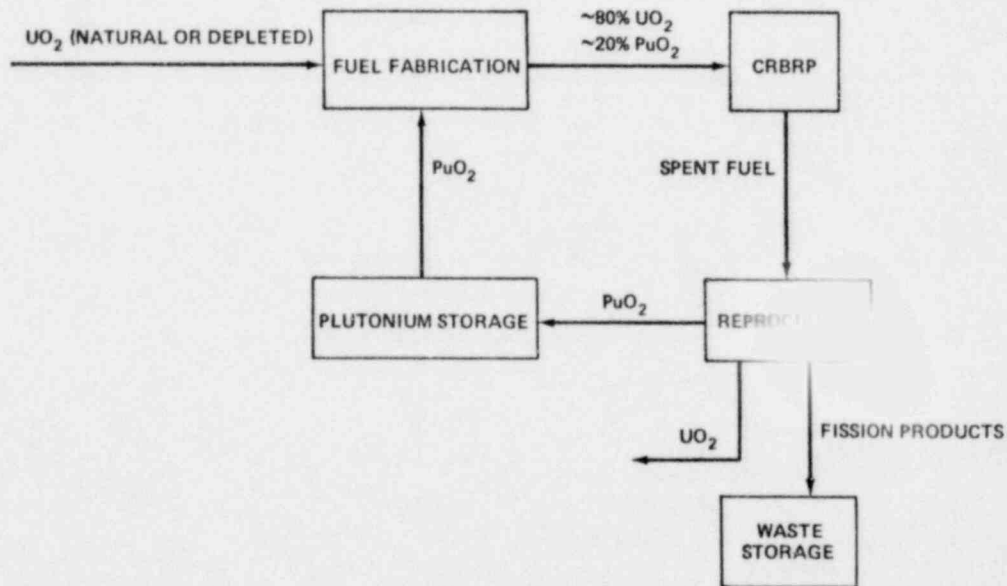 ~80% UO₂
UO₂ (NATURAL OR DEPLETED)
~20% PuO₂
FUEL FABRICATION
CRBRP
PuO₂
SPENT FUEL
PuO₂
PLUTONIUM STORAGE
UO₂
FISSION PRODUCTS
WASTE
STORAGE